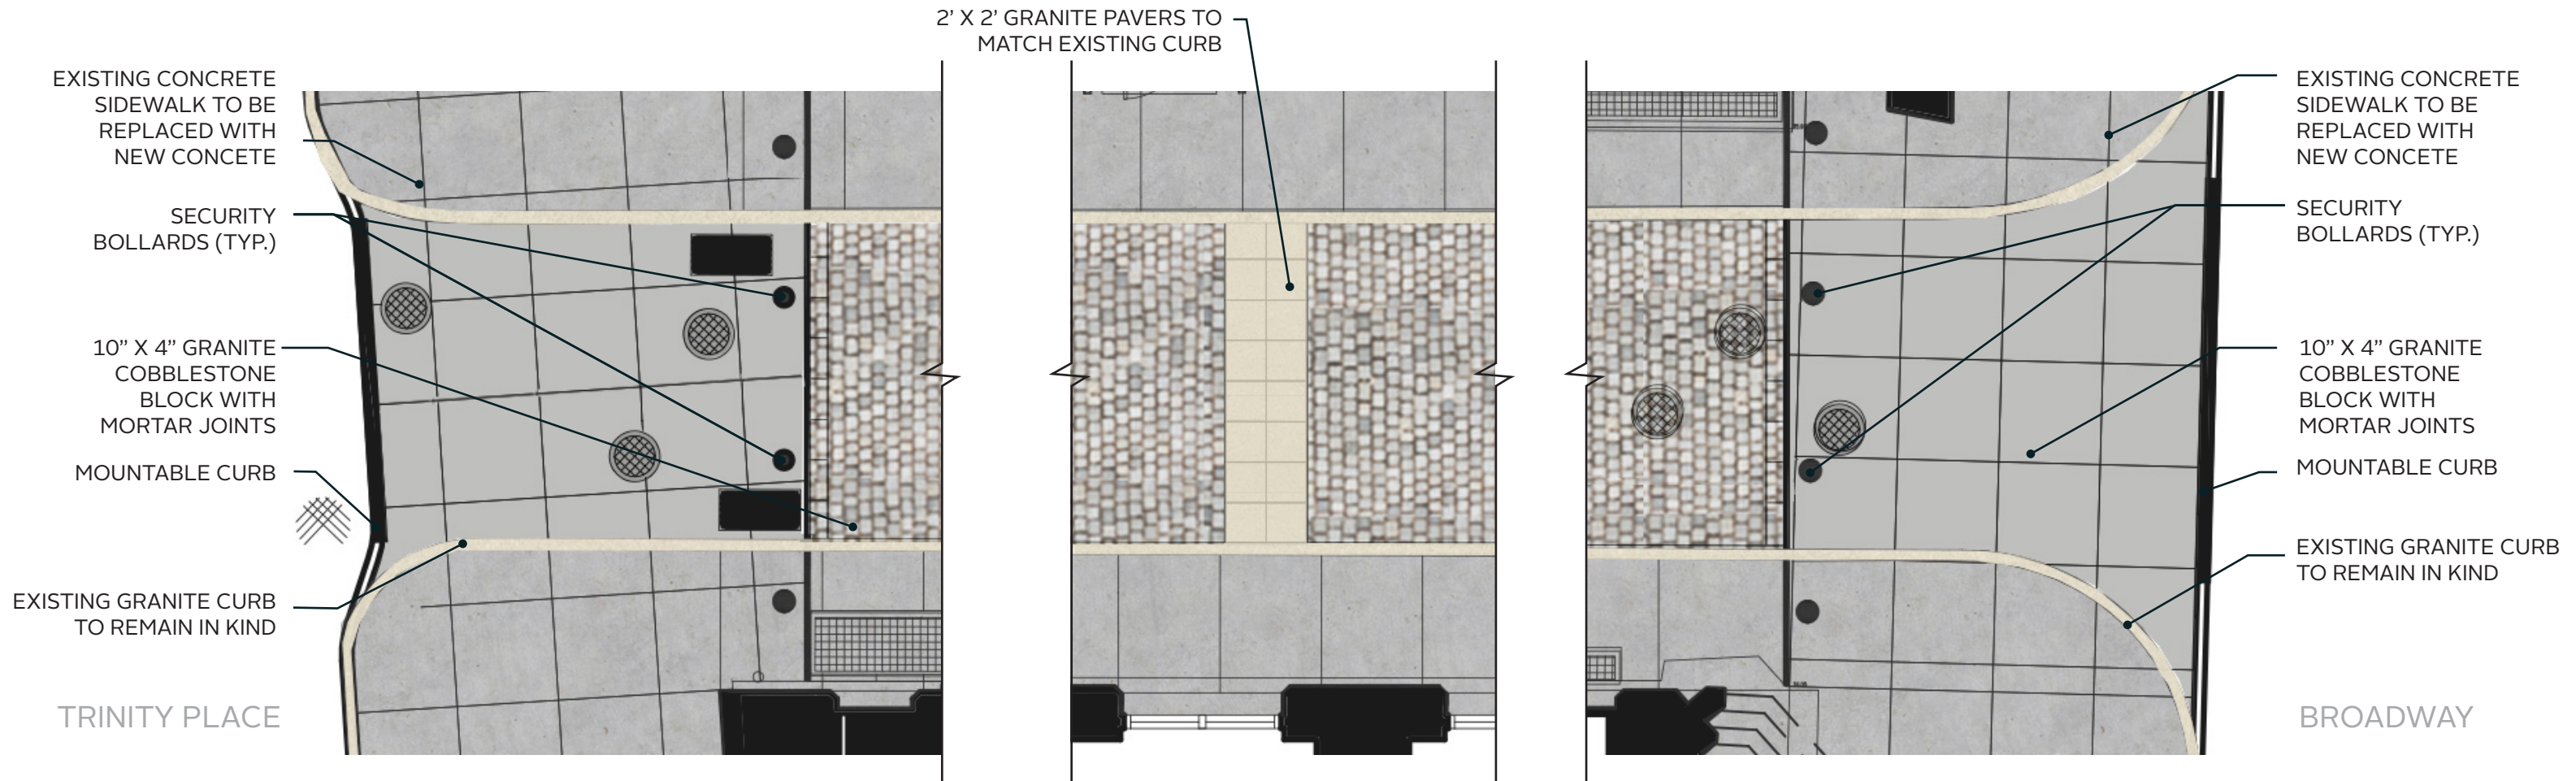 2’ X 2’ GRANITE PAVERS TO
MATCH EXISTING CURB
EXISTING CONCRETE
SIDEWALK TO BE
REPLACED WITH
NEW CONCETE
SECURITY
BOLLARDS (TYP.)
10” X 4” GRANITE
COBBLESTONE
BLOCK WITH
MORTAR JOINTS
MOUNTABLE CURB
EXISTING GRANITE CURB
TO REMAIN IN KIND
TRINITY PLACE
EXISTING CONCRETE
SIDEWALK TO BE
REPLACED WITH
NEW CONCETE
SECURITY
BOLLARDS (TYP.)
10” X 4” GRANITE
COBBLESTONE
BLOCK WITH
MORTAR JOINTS
MOUNTABLE CURB
EXISTING GRANITE CURB
TO REMAIN IN KIND
BROADWAY